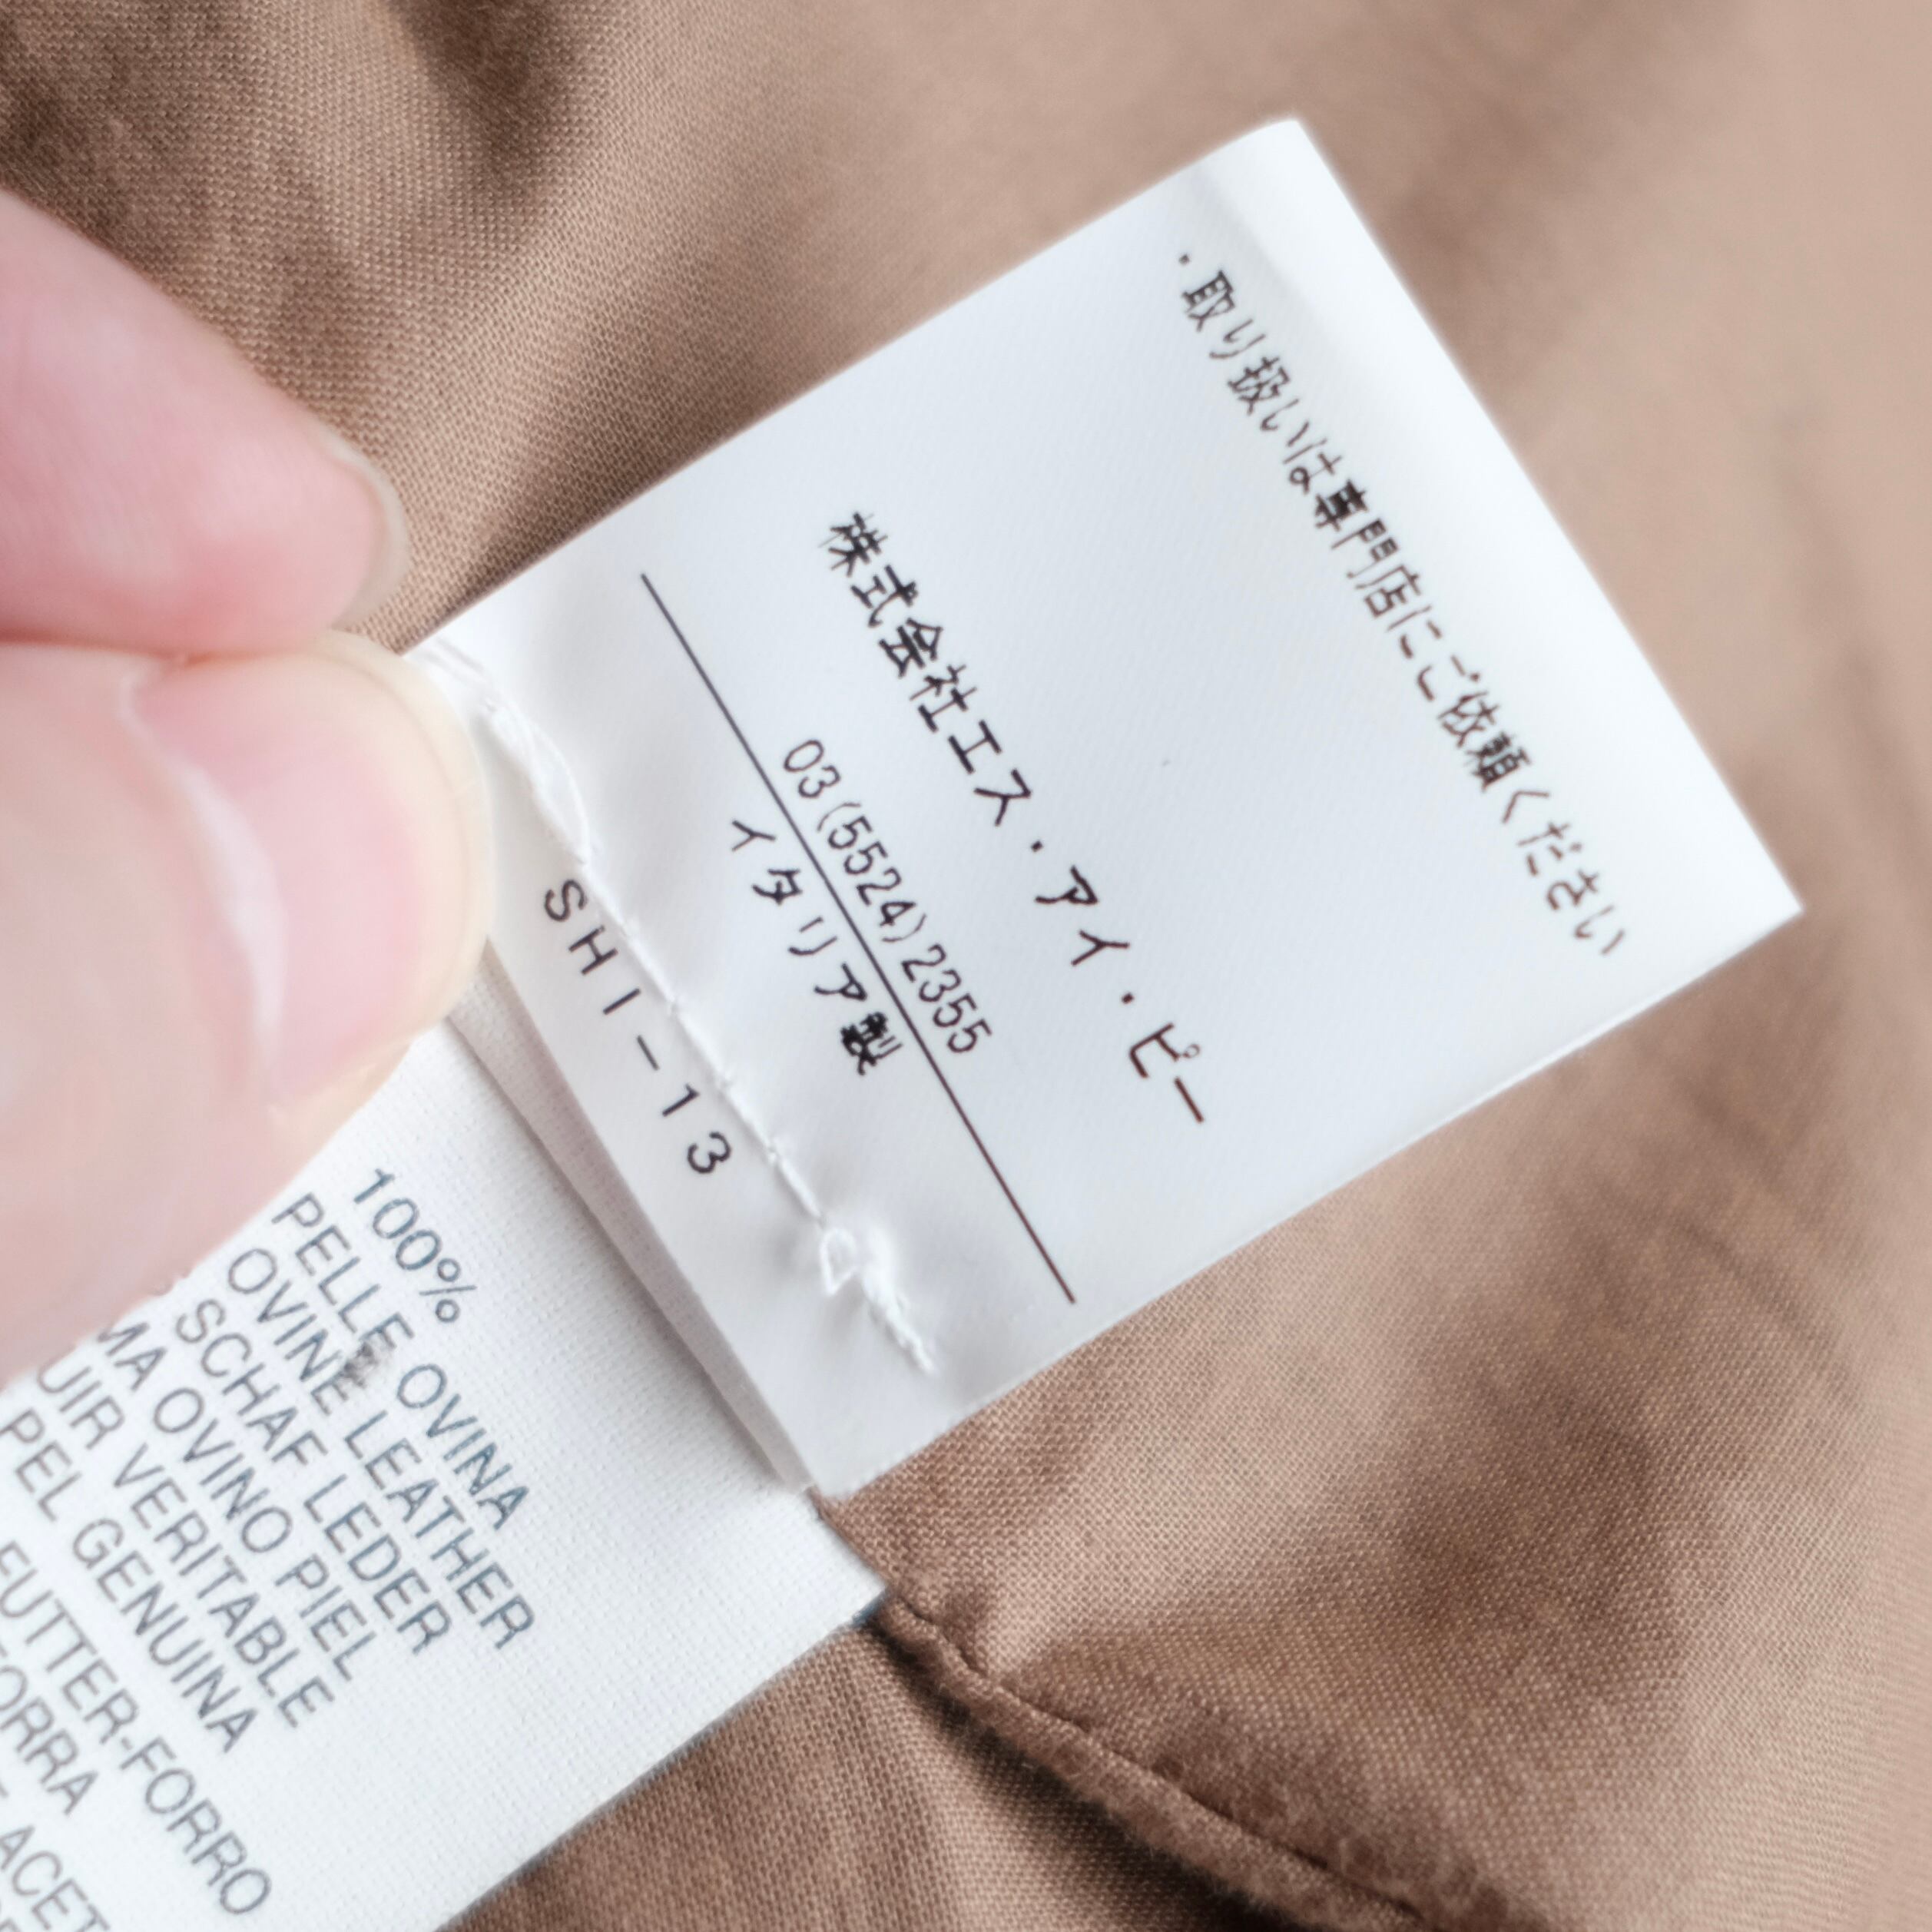 ・取り扱いは専門店にご依頼ください
株式会社エス・アイ・ピー
03(5524)2355
イタリア製
SHI-13
100%
PELLE OVINA
OVINE LEATHER
SCHAF LEDER
OVINO PIEL
VERITABLE
PEL GENUINA
FUTTER-FORRO